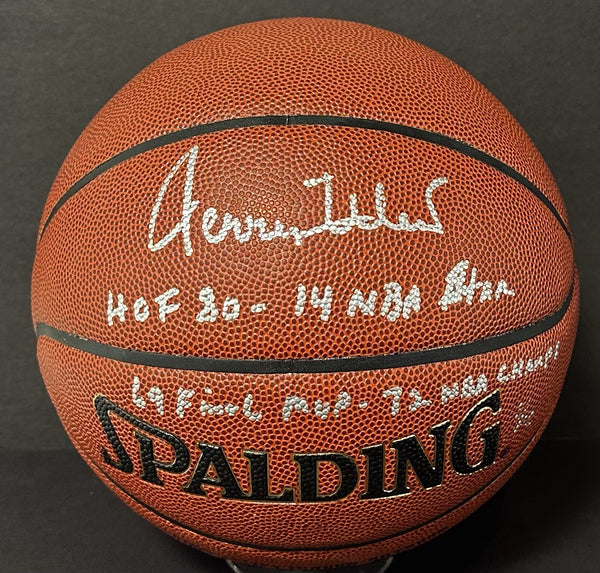 Jerry West
HOF 80 - 14 NBA Star
69 Final MVP - 72 NBA CHAMPS
SPALDING